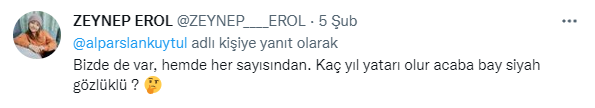 ZEYNEP EROL @ZEYNEP____EROL · 5 Şub
@alparslankuytul adlı kişiye yanıt olarak
Bizde de var, hemde her sayısından. Kaç yıl yatarı olur acaba bay siyah
gözlüklü ? 🤔